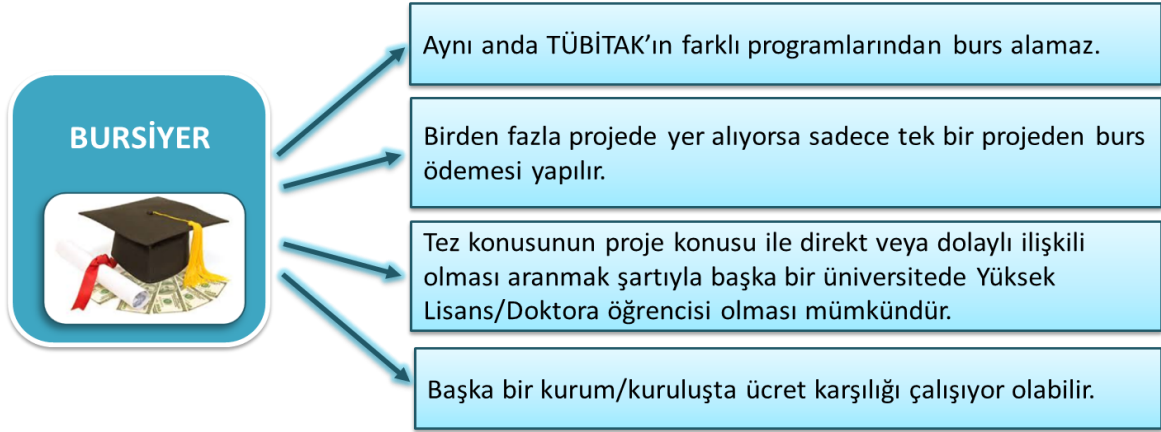 BURSİYER
Aynı anda TÜBİTAK’ın farklı programlarından burs alamaz.
Birden fazla projede yer alıyorsa sadece tek bir projeden burs
ödemesi yapılır.
Tez konusunun proje konusu ile direkt veya dolaylı ilişkili
olması aranmak şartıyla başka bir üniversitede Yüksek
Lisans/Doktora öğrencisi olması mümkündür.
Başka bir kurum/kuruluşta ücret karşılığı çalışıyor olabilir.